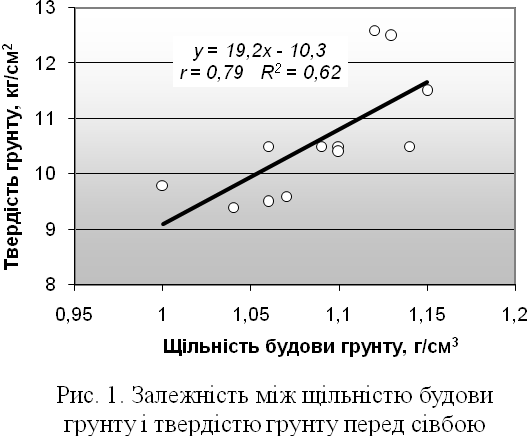 y = 19,2x - 10,3
r = 0,79 R² = 0,62
13
12
11
10
9
8
Твердість грунту, кг/см²
0,95 1 1,05 1,1 1,15 1,2
Щільність будови грунту, г/см³
Рис. 1. Залежність між щільністю будови
грунту і твердістю грунту перед сівбою